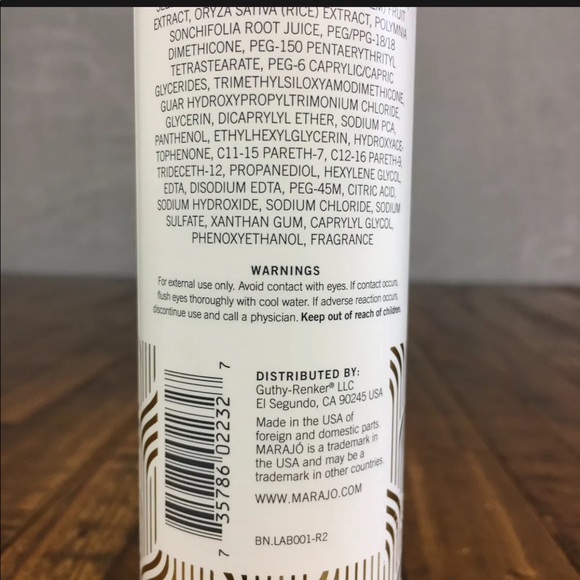 EXTRACT, ORYZA SATIVA (RICE) EXTRACT, POLYMNIA
SONCHIFOLIA ROOT JUICE, PEG/PPG-18/18
DIMETHICONE, PEG-150 PENTAERYTHRITYL
TETRASTEARATE, PEG-6 CAPRYLIC/CAPRIC
GLYCERIDES, TRIMETHYLSILOXYAMODIMETHICONE,
GUAR HYDROXYPROPYLTRIMONIUM CHLORIDE,
GLYCERIN, DICAPRYLYL ETHER, SODIUM PCA,
PANTHENOL, ETHYLHEXYLGLYCERIN, HYDROXYACE-
TOPHENONE, C11-15 PARETH-7, C12-16 PARETH-9,
TRIDECETH-12, PROPANEDIOL, HEXYLENE GLYCOL,
EDTA, DISODIUM EDTA, PEG-45M, CITRIC ACID,
SODIUM HYDROXIDE, SODIUM CHLORIDE, SODIUM
SULFATE, XANTHAN GUM, CAPRYLYL GLYCOL,
PHENOXYETHANOL, FRAGRANCE
WARNINGS
For external use only. Avoid contact with eyes. If contact occurs,
flush eyes thoroughly with cool water. If adverse reaction occurs,
discontinue use and call a physician. Keep out of reach of children.
7 35786 02232 7
DISTRIBUTED BY:
Guthy-Renker® LLC
El Segundo, CA 90245 USA
Made in the USA of
foreign and domestic parts.
MARAJÓ is a trademark in
the USA and may be a
trademark in other countries.
WWW.MARAJO.COM
BN.LAB001-R2